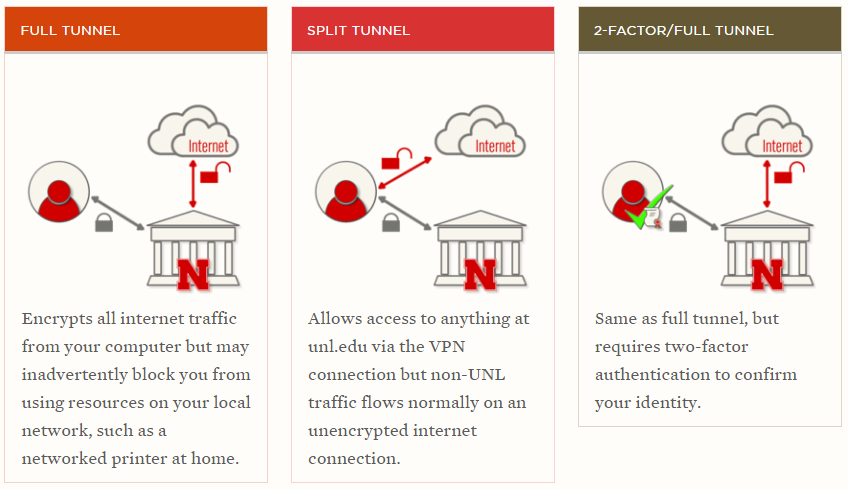 FULL TUNNEL
Internet
N
Encrypts all internet traffic
from your computer but may
inadvertently block you from
using resources on your local
network, such as a
networked printer at home.
SPLIT TUNNEL
Internet
N
Allows access to anything at
unl.edu via the VPN
connection but non-UNL
traffic flows normally on an
unencrypted internet
connection.
2-FACTOR/FULL TUNNEL
Internet
N
Same as full tunnel, but
requires two-factor
authentication to confirm
your identity.